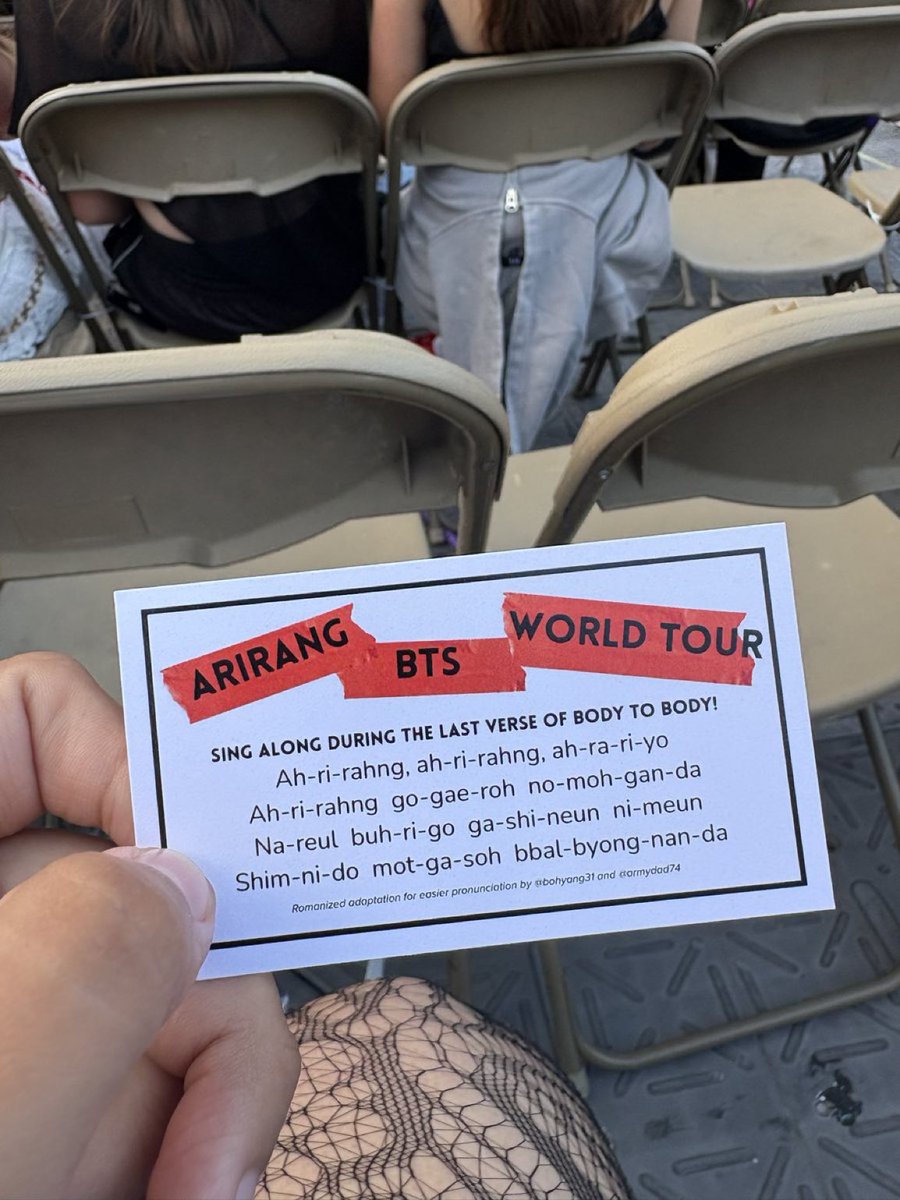 ARIRANG
BTS
WORLD TOUR
SING ALONG DURING THE LAST VERSE OF BODY TO BODY!
Ah-ri-rahng, ah-ri-rahng, ah-ra-ri-yo
Ah-ri-rahng go-gae-roh no-moh-gan-da
Na-reul buh-ri-go ga-shi-neun ni-meun
Shim-ni-do mot-ga-soh bbal-byong-nan-da
Romanized adaptation for easier pronunciation by @bohyang31 and @armydad74